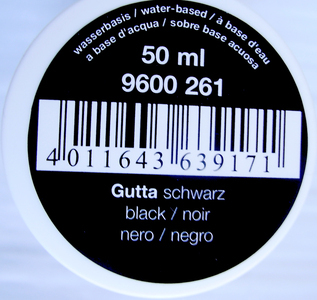 wasserbasis / water-based / à base d'eau
a base d'acqua / sobre base acuosa
50 ml
9600 261
4 011643 639171
Gutta schwarz
black / noir
nero / negro